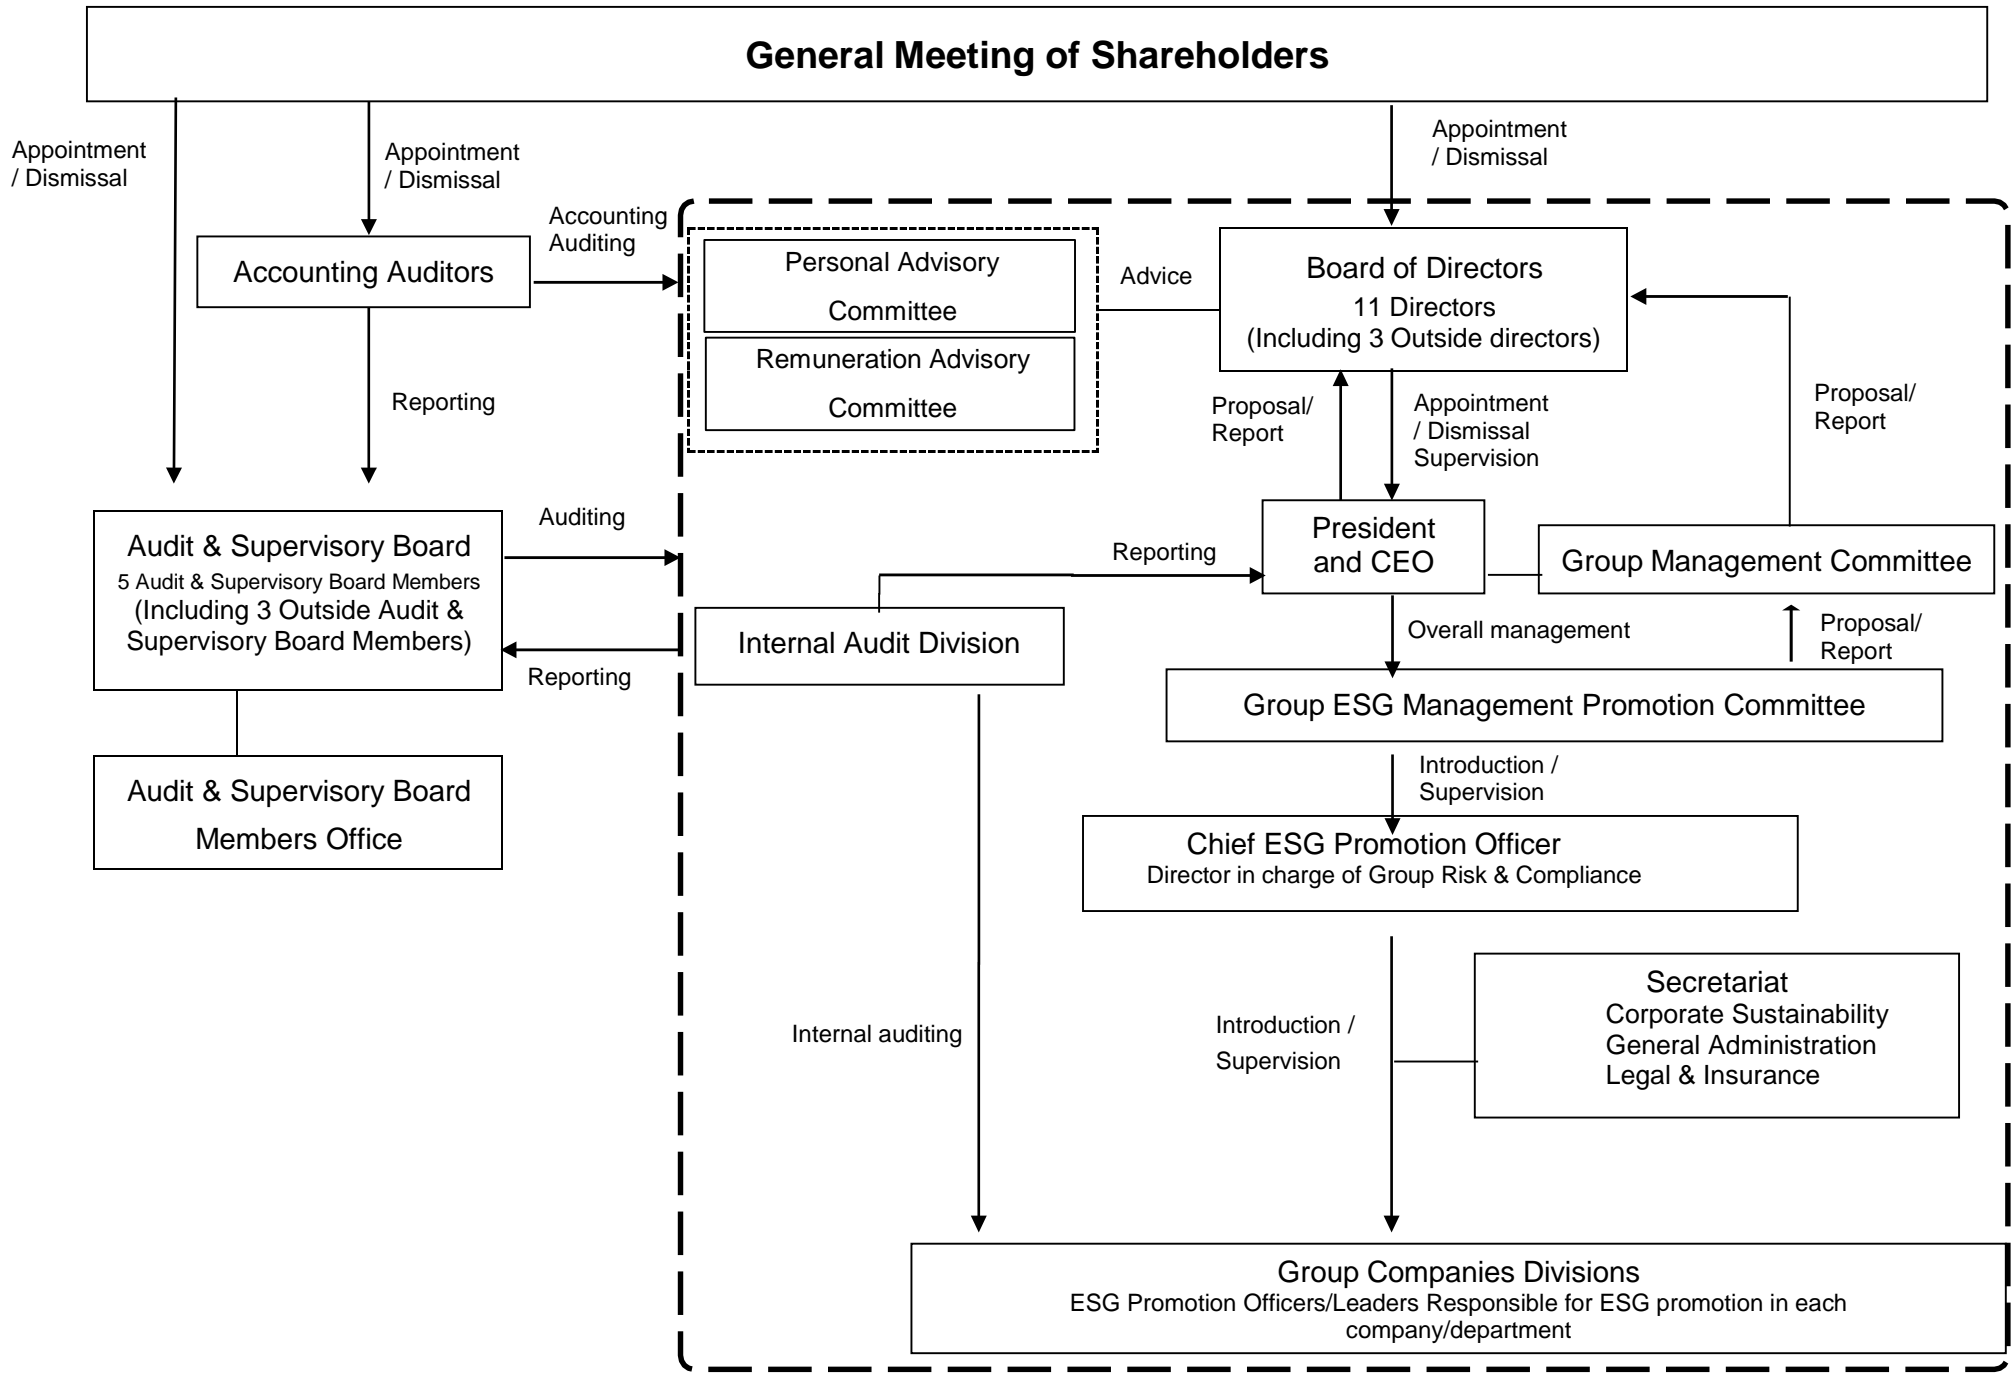 General Meeting of Shareholders
Appointment
/ Dismissal
Appointment
/ Dismissal
Appointment
/ Dismissal
Accounting
Auditing
Accounting Auditors
Personal Advisory
Committee
Remuneration Advisory
Committee
Advice
Board of Directors
11 Directors
(Including 3 Outside directors)
Reporting
Proposal/
Report
Appointment
/ Dismissal
Supervision
Proposal/
Report
Audit & Supervisory Board
5 Audit & Supervisory Board Members
(Including 3 Outside Audit &
Supervisory Board Members)
Auditing
Reporting
President
and CEO
Group Management Committee
Internal Audit Division
Reporting
Overall management
Proposal/
Report
Group ESG Management Promotion Committee
Audit & Supervisory Board
Members Office
Introduction /
Supervision
Chief ESG Promotion Officer
Director in charge of Group Risk & Compliance
Internal auditing
Introduction /
Supervision
Secretariat
Corporate Sustainability
General Administration
Legal & Insurance
Group Companies Divisions
ESG Promotion Officers/Leaders Responsible for ESG promotion in each
company/department